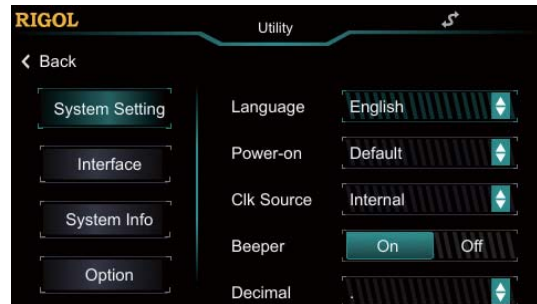 RIGOL
Utility
Back
System Setting
Interface
System Info
Option
Language English
Power-on Default
Clk Source Internal
Beeper On Off
Decimal .